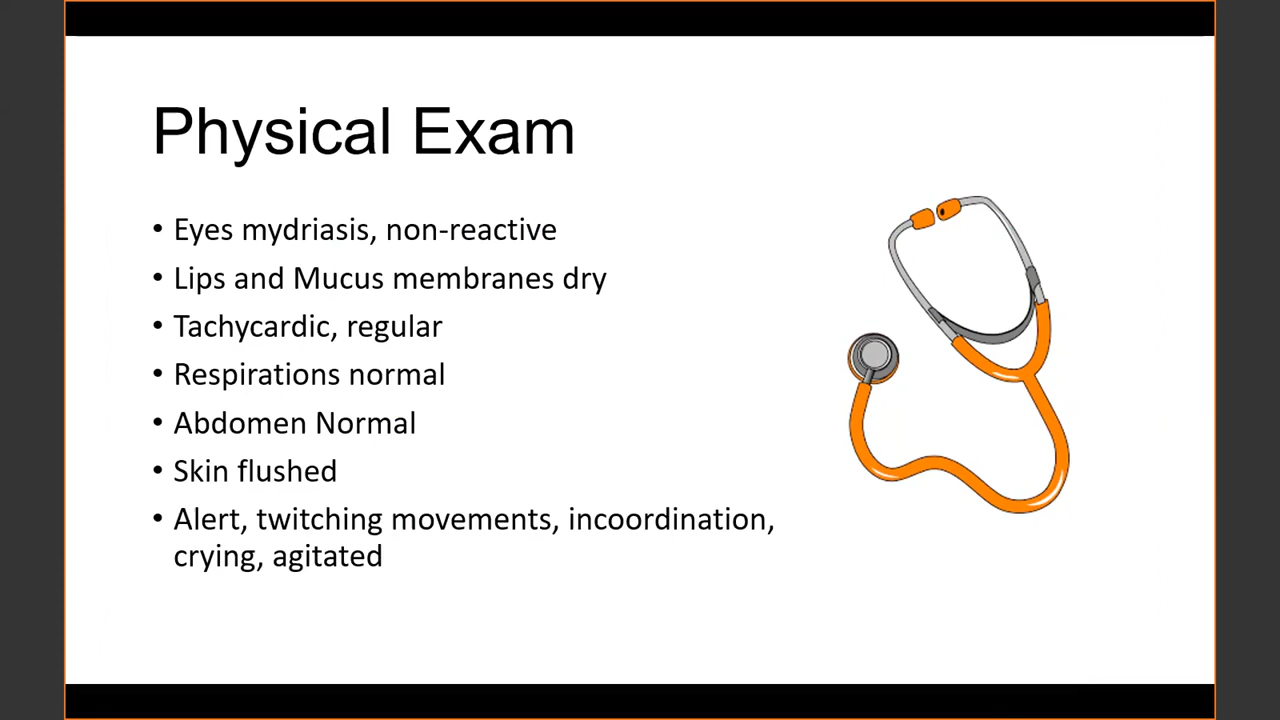 Physical Exam
• Eyes mydriasis, non-reactive
• Lips and Mucus membranes dry
• Tachycardic, regular
• Respirations normal
• Abdomen Normal
• Skin flushed
• Alert, twitching movements, incoordination,
crying, agitated